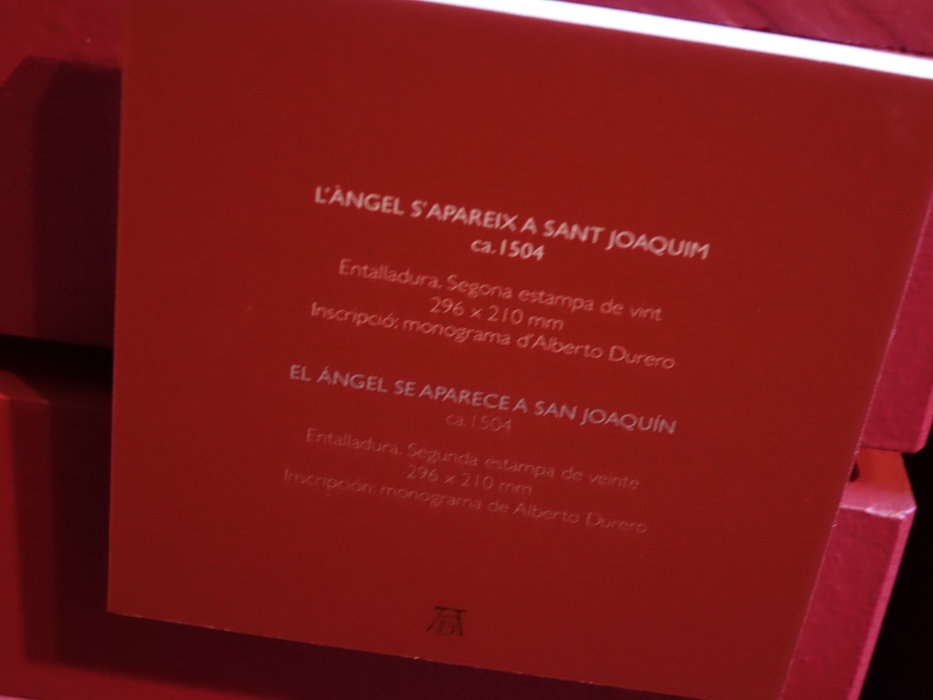 L'ÀNGEL S'APAREIX A SANT JOAQUIM
ca.1504
Entalladura. Segona estampa de vint
296 x 210 mm
Inscripció: monograma d'Alberto Durero
EL ÁNGEL SE APARECE A SAN JOAQUÍN
ca.1504
Entalladura. Segunda estampa de veinte
296 x 210 mm
Inscripción: monograma de Alberto Durero
AD